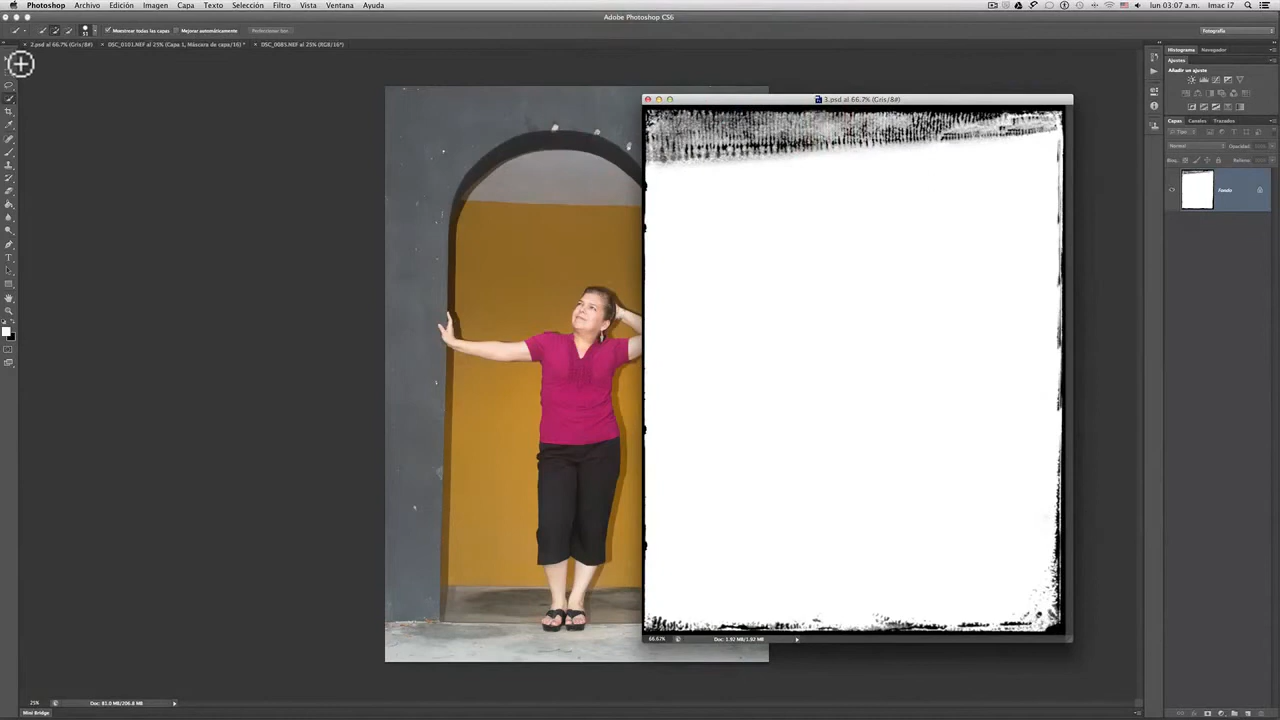 Photoshop Archivo Edición Imagen Capa Texto Selección Filtro Vista Ventana Ayuda lun 03:07 a.m. Imac i7
Adobe Photoshop CS6
51 Mostrear todas las capas Mejorar automáticamente Perfeccionar Fotografía
2.psd al 66.7% (Gris/8#) DSC_0101.NEF al 25% (Capa 1, Máscara de capa/16) * DSC_0085.NEF al 25% (RGB/16*)
Histograma Navegador
Ajustes
Añadir un ajuste
3.psd al 66.7% (Gris/8#)
Capas Canales Trazados
Tipo
Normal Opacidad:
Bloq.: Relleno:
Fondo
66.67% Doc: 1.92 MB/1.92 MB
25% Doc: 81.0 MB/206.8 MB
Mini Bridge